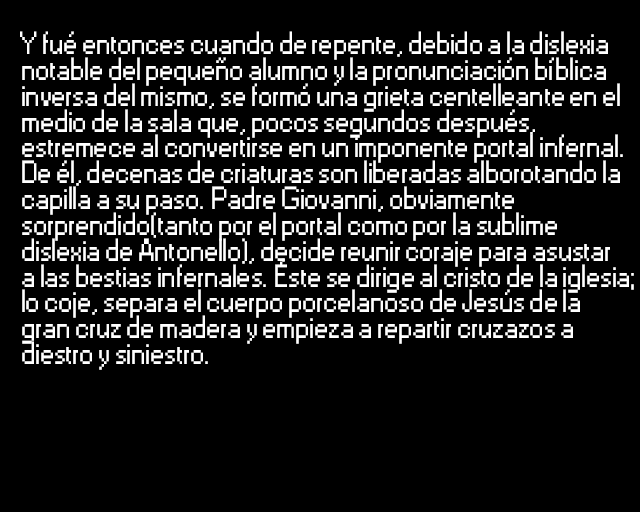 Y fué entonces cuando de repente, debido a la dislexia
notable del pequeño alumno y la pronunciación bíblica
inversa del mismo, se formó una grieta centelleante en el
medio de la sala que, pocos segundos después,
estremece al convertirse en un imponente portal infernal.
De él, decenas de criaturas son liberadas alborotando la
capilla a su paso. Padre Giovanni, obviamente
sorprendido(tanto por el portal como por la sublime
dislexia de Antonello), decide reunir coraje para asustar
a las bestias infernales. Éste se dirige al cristo de la iglesia;
lo coje, separa el cuerpo porcelanoso de Jesús de la
gran cruz de madera y empieza a repartir cruzazos a
diestro y siniestro.